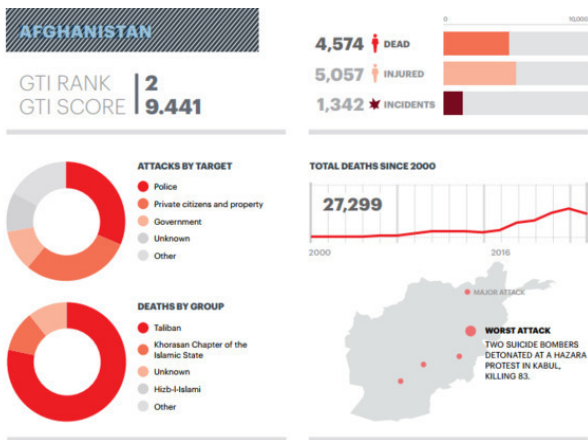 AFGHANISTAN
GTI RANK 2
GTI SCORE 9.441
0 10,000
4,574 DEAD
5,057 INJURED
1,342 INCIDENTS
ATTACKS BY TARGET
Police
Private citizens and property
Government
Unknown
Other
TOTAL DEATHS SINCE 2000
27,299
2000 2016
DEATHS BY GROUP
Taliban
Khorasan Chapter of the
Islamic State
Unknown
Hizb-I-Islami
Other
MAJOR ATTACK
WORST ATTACK
TWO SUICIDE BOMBERS
DETONATED AT A HAZARA
PROTEST IN KABUL,
KILLING 83.